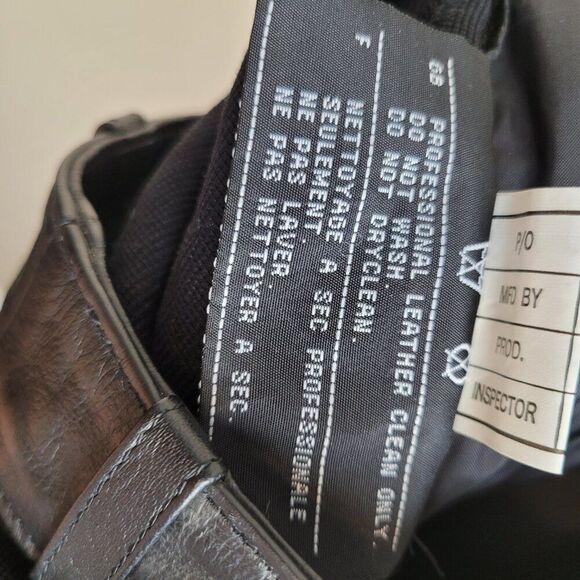 GB
PROFESSIONAL LEATHER CLEAN ONLY.
DO NOT WASH.
DO NOT DRYCLEAN.
F
NETTOYAGE A SEC PROFESSIONALE
SEULEMENT.
NE PAS LAVER.
NE PAS NETTOYER A SEC.
P/O
MFD BY
PROD.
INSPECTOR